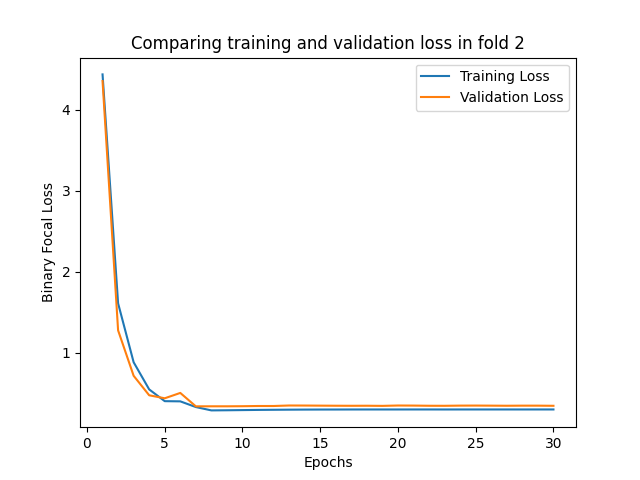 Comparing training and validation loss in fold 2
Training Loss
Validation Loss
Binary Focal Loss
4
3
2
1
0 5 10 15 20 25 30
Epochs